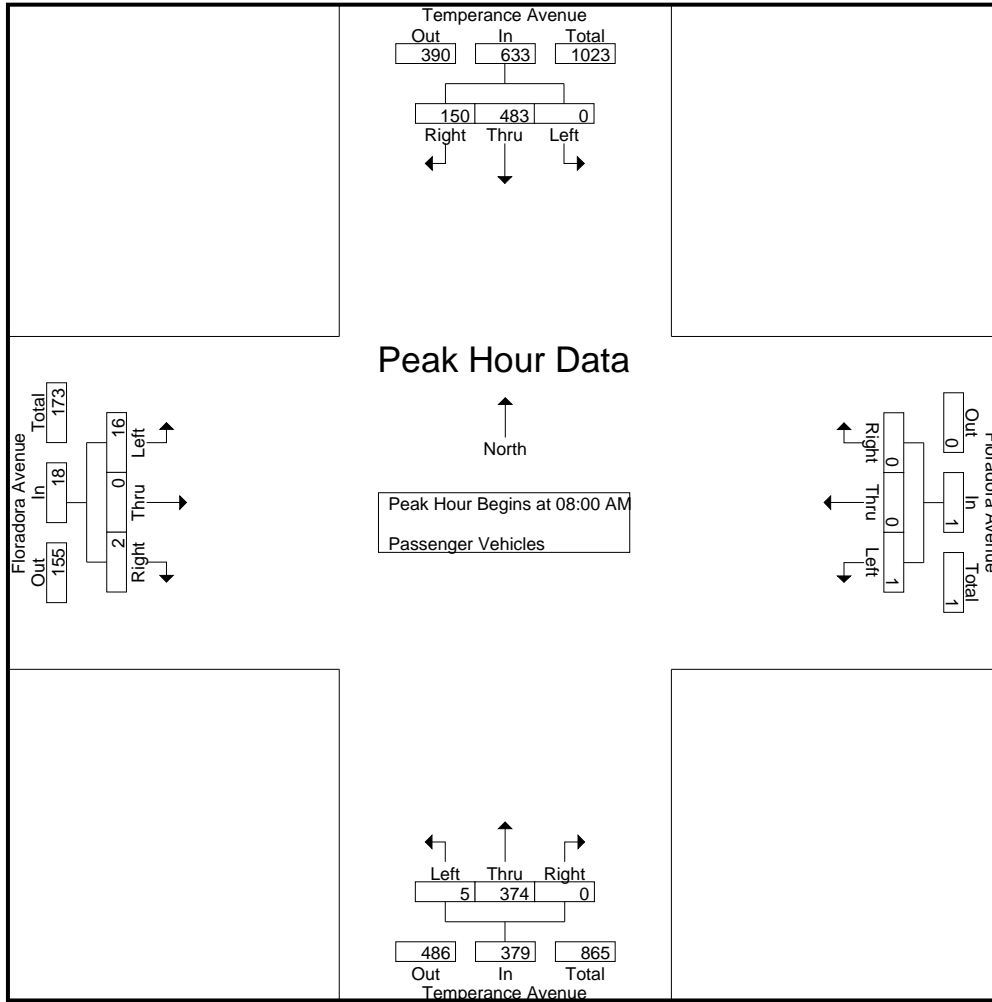 Temperance Avenue
Out In Total
390 633 1023
150 483 0
Right Thru Left
Peak Hour Data
North
Peak Hour Begins at 08:00 AM
Passenger Vehicles
Floradora Avenue
Out In Total
155 18 173
16 0 2
Left Thru Right
Floradora Avenue
Out In Total
0 1 1
Right Thru Left
0 0 1
Left Thru Right
5 374 0
486 379 865
Out In Total
Temperance Avenue